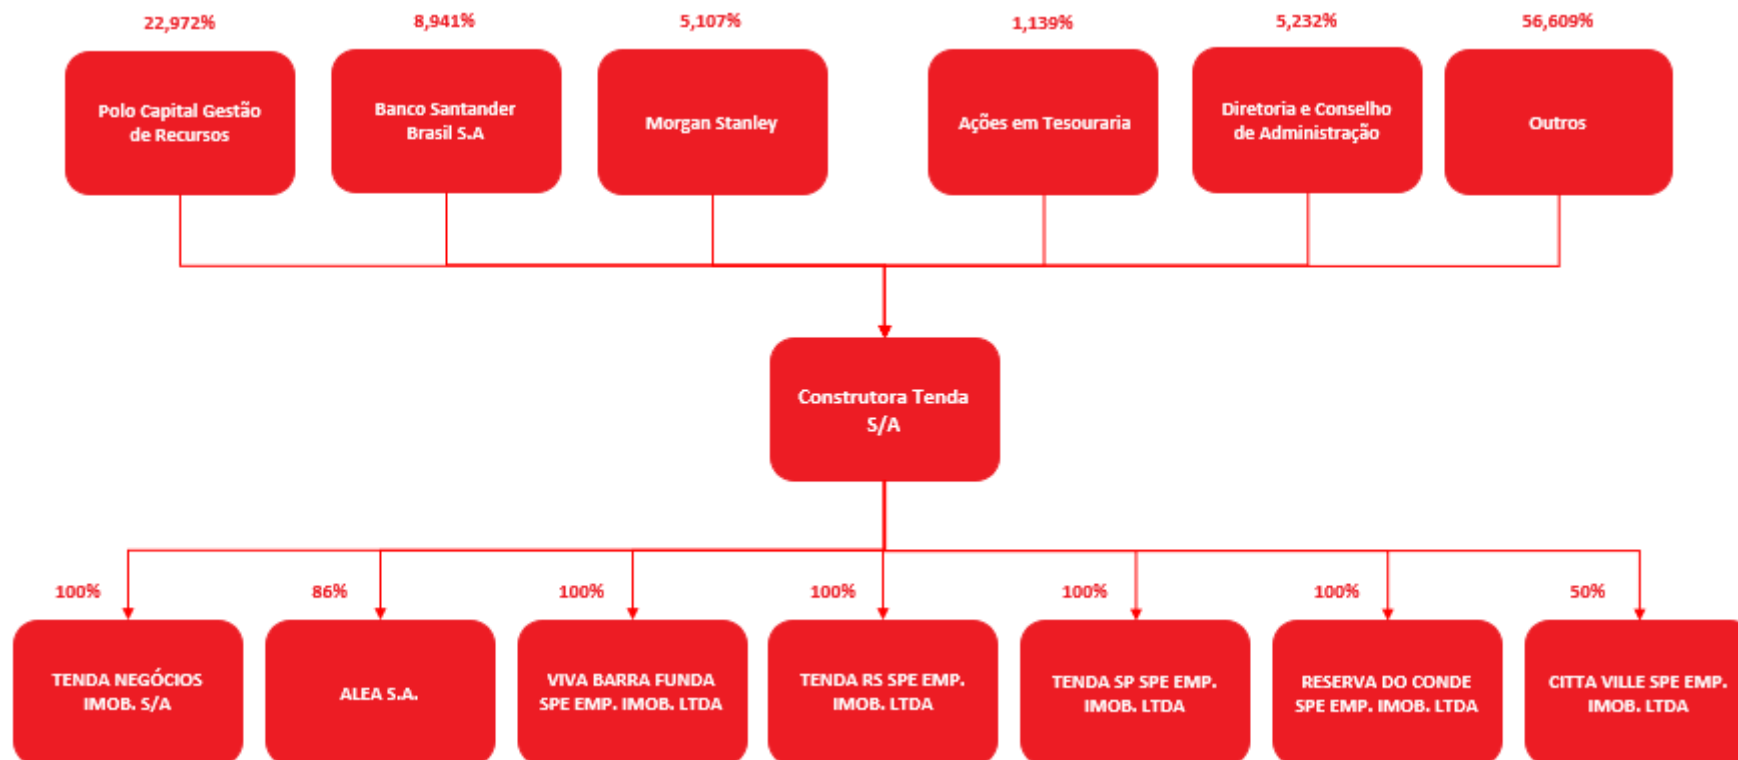 22,972%
8,941%
5,107%
1,139%
5,232%
56,609%
Polo Capital Gestão
de Recursos
Banco Santander
Brasil S.A
Morgan Stanley
Ações em Tesouraria
Diretoria e Conselho
de Administração
Outros
Construtora Tenda
S/A
100%
86%
100%
100%
100%
100%
50%
TENDA NEGÓCIOS
IMOB. S/A
ALEA S.A.
VIVA BARRA FUNDA
SPE EMP. IMOB. LTDA
TENDA RS SPE EMP.
IMOB. LTDA
TENDA SP SPE EMP.
IMOB. LTDA
RESERVA DO CONDE
SPE EMP. IMOB. LTDA
CITTA VILLE SPE EMP.
IMOB. LTDA